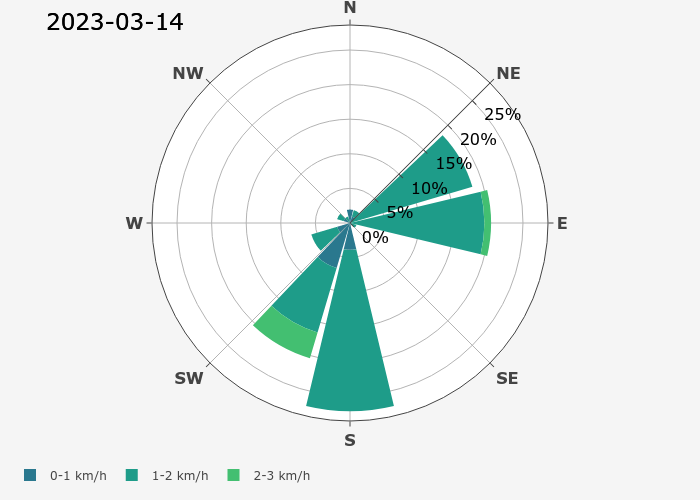 2023-03-14
N
NW
NE
25%
20%
15%
10%
5%
0%
W
E
SW
SE
S
0-1 km/h
1-2 km/h
2-3 km/h